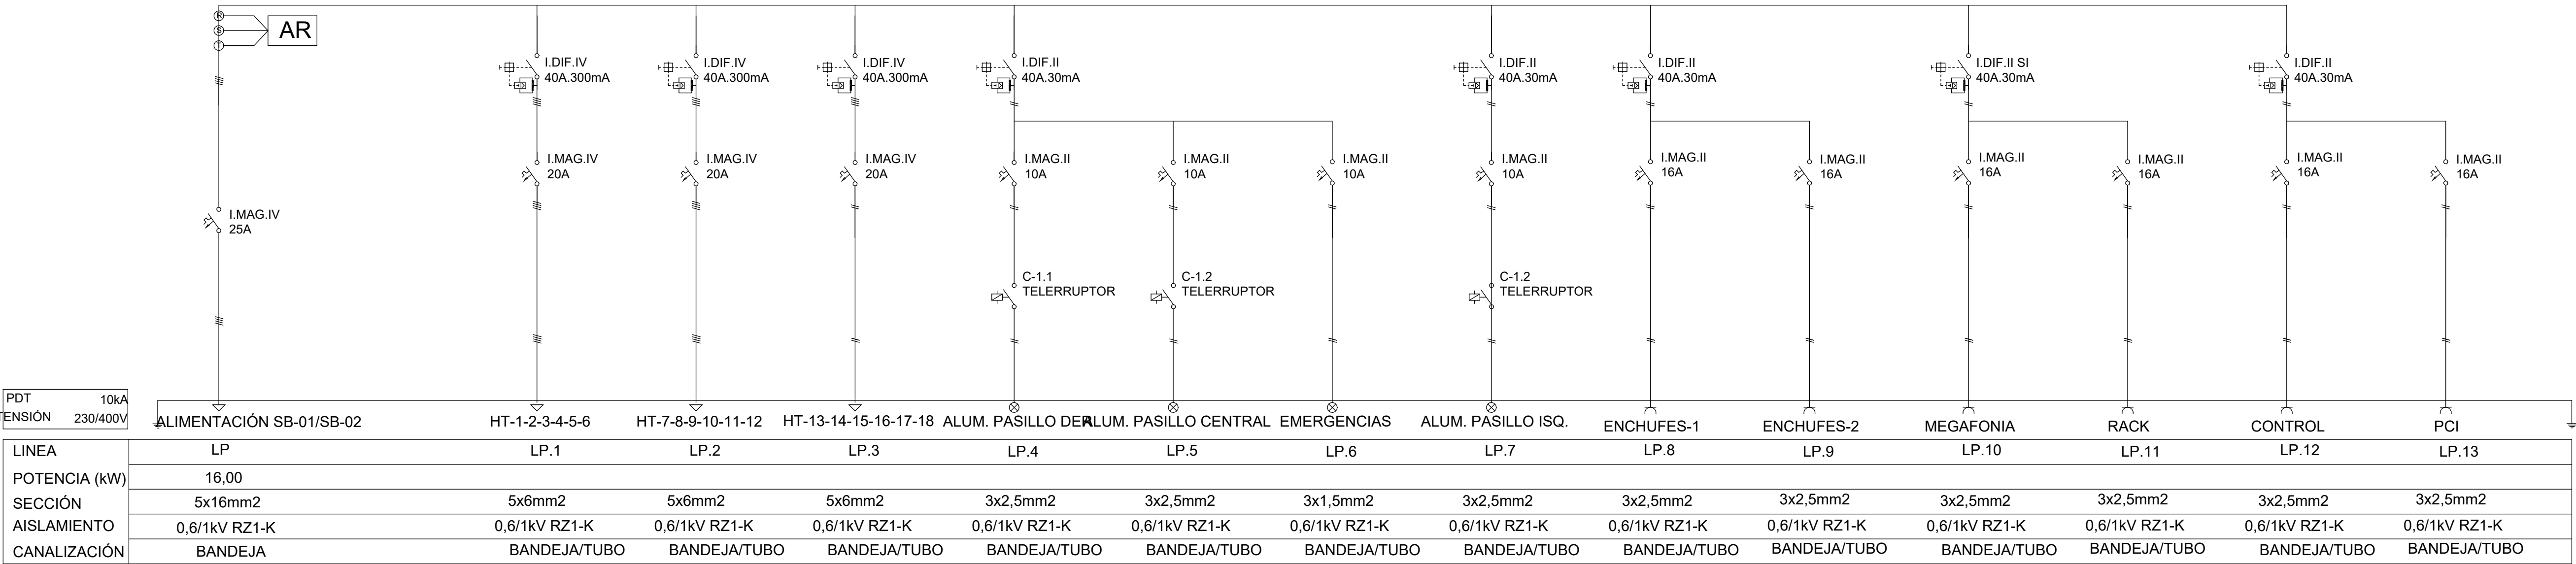 R
S
T
AR
I.DIF.IV
40A.300mA
I.DIF.IV
40A.300mA
I.DIF.IV
40A.300mA
I.DIF.II
40A.30mA
I.DIF.II
40A.30mA
I.DIF.II
40A.30mA
I.DIF.II SI
40A.30mA
I.DIF.II
40A.30mA
I.MAG.IV
20A
I.MAG.IV
20A
I.MAG.IV
20A
I.MAG.II
10A
I.MAG.II
10A
I.MAG.II
10A
I.MAG.II
10A
I.MAG.II
16A
I.MAG.II
16A
I.MAG.II
16A
I.MAG.II
16A
I.MAG.II
16A
I.MAG.II
16A
I.MAG.IV
25A
C-1.1
TELERRUPTOR
C-1.2
TELERRUPTOR
C-1.2
TELERRUPTOR
PDT 10kA
TENSIÓN 230/400V
ALIMENTACIÓN SB-01/SB-02 HT-1-2-3-4-5-6 HT-7-8-9-10-11-12 HT-13-14-15-16-17-18 ALUM. PASILLO DER. ALUM. PASILLO CENTRAL EMERGENCIAS ALUM. PASILLO ISQ. ENCHUFES-1 ENCHUFES-2 MEGAFONIA RACK CONTROL PCI
LINEA LP LP.1 LP.2 LP.3 LP.4 LP.5 LP.6 LP.7 LP.8 LP.9 LP.10 LP.11 LP.12 LP.13
POTENCIA (kW) 16,00
SECCIÓN 5x16mm2 5x6mm2 5x6mm2 5x6mm2 3x2,5mm2 3x2,5mm2 3x1,5mm2 3x2,5mm2 3x2,5mm2 3x2,5mm2 3x2,5mm2 3x2,5mm2 3x2,5mm2 3x2,5mm2
AISLAMIENTO 0,6/1kV RZ1-K 0,6/1kV RZ1-K 0,6/1kV RZ1-K 0,6/1kV RZ1-K 0,6/1kV RZ1-K 0,6/1kV RZ1-K 0,6/1kV RZ1-K 0,6/1kV RZ1-K 0,6/1kV RZ1-K 0,6/1kV RZ1-K 0,6/1kV RZ1-K 0,6/1kV RZ1-K 0,6/1kV RZ1-K 0,6/1kV RZ1-K
CANALIZACIÓN BANDEJA BANDEJA/TUBO BANDEJA/TUBO BANDEJA/TUBO BANDEJA/TUBO BANDEJA/TUBO BANDEJA/TUBO BANDEJA/TUBO BANDEJA/TUBO BANDEJA/TUBO BANDEJA/TUBO BANDEJA/TUBO BANDEJA/TUBO BANDEJA/TUBO